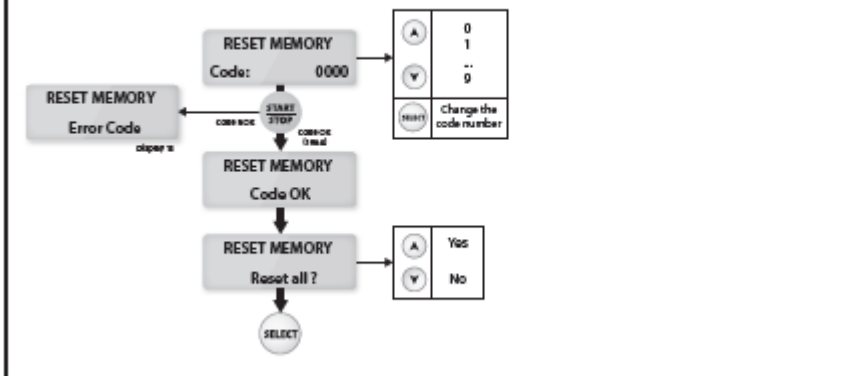 RESET MEMORY
Code: 0000
0
1
...
9
SELECT
Change the
code number
START
STOP
RESET MEMORY
Error Code
RESET MEMORY
Code OK
RESET MEMORY
Reset all ?
Yes
No
SELECT